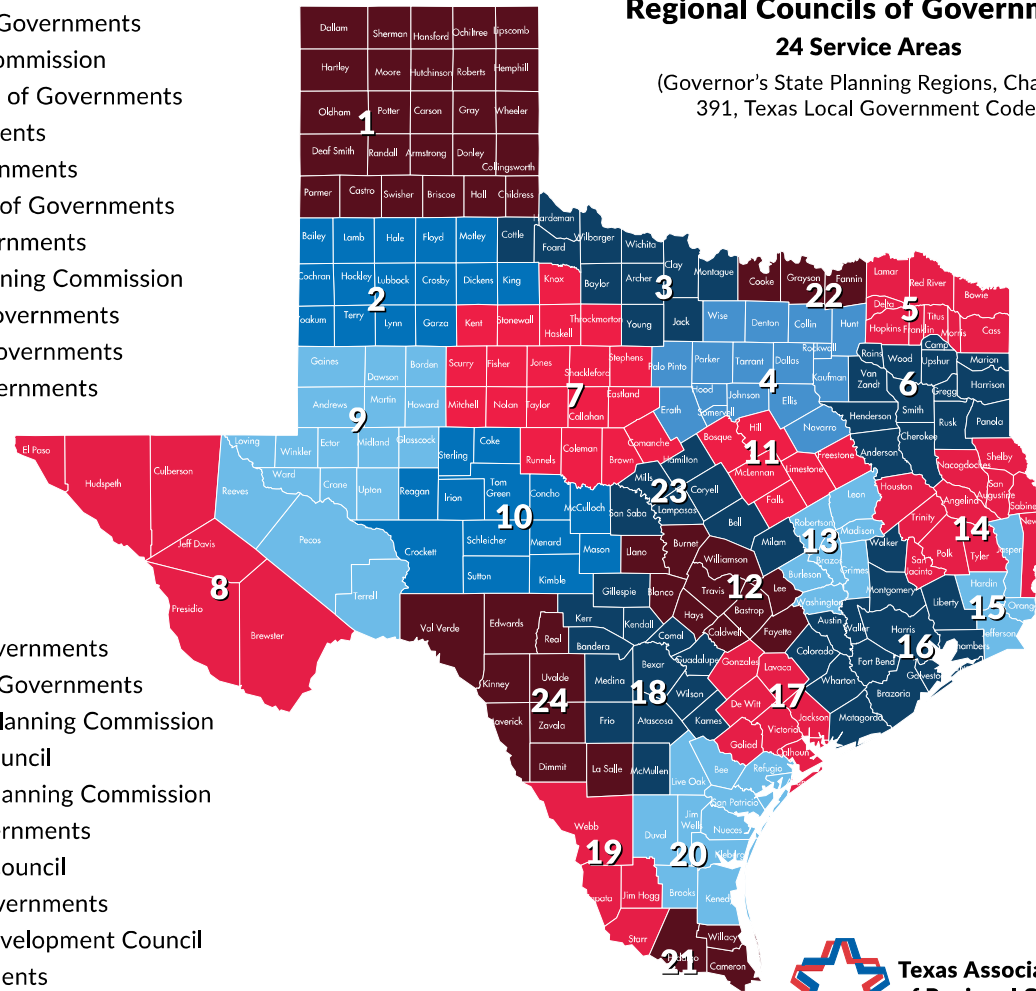 Governments
ommission
of Governments
ents
nments
of Governments
rnments
ning Commission
overnments
overnments
ernments
vernments
Governments
lanning Commission
uncil
anning Commission
ernments
ouncil
vernments
velopment Council
ents
Regional Councils of Governm
24 Service Areas
(Governor's State Planning Regions, Cha
391, Texas Local Government Code
Dallam Sherman Hansford Ochiltree Lipscomb
Hartley Moore Hutchinson Roberts Hemphill
Oldham Potter Carson Gray Wheeler
1
Deaf Smith Randall Armstrong Donley
Collingsworth
Parmer Castro Swisher Briscoe Hall Childress
Bailey Lamb Hale Floyd Motley Cottle Hardeman Foard Wilbarger Wichita
Cochran Hockley Lubbock Crosby Dickens King Knox Baylor Archer Clay Montague Cooke Grayson Fannin Lamar Red River Bowie
2 3 22 5
oakum Terry Lynn Garza Kent Stonewall Haskell Throckmorton Young Jack Wise Denton Collin Hunt Delta Hopkins Franklin Titus Morris Cass
Gaines Dawson Borden Scurry Fisher Jones Shackleford Stephens Palo Pinto Parker Tarrant Dallas Rockwall Kaufman Rains Wood Camp Upshur Marion
9 7 4 6
Andrews Martin Howard Mitchell Nolan Taylor Callahan Eastland Erath Hood Somervell Johnson Ellis Navarro Van Zandt Smith Gregg Harrison
Henderson Rusk Panola Cherokee Anderson
El Paso Hudspeth Culberson Jeff Davis Presidio Brewster
8
Loving Winkler Ector Midland Glasscock Sterling Coke Runnels Coleman Brown Comanche Hamilton Bosque Hill
11
McLennan Limestone Freestone Falls
Reeves Ward Crane Upton Reagan Irion Tom Green Concho McCulloch San Saba Mills Lampasas Coryell Bell Milam
10 23
Pecos Terrell Crockett Schleicher Menard Mason Sutton Kimble
Llano Burnet Williamson Blanco Travis Lee Hays Bastrop Caldwell Fayette
12
Leon Robertson Madison Brazos Burleson Grimes Washington
13
Houston Nacogdoches Shelby San Augustine Sabine Angelina Trinity Polk Tyler San Jacinto New
14
Jasper Hardin Orange Jefferson
15
Walker Montgomery Liberty Austin Waller Harris Chambers Colorado Fort Bend Galvesto Wharton Brazoria Matagorda
16
Val Verde Edwards Real Kinney Uvalde Maverick Zavala Dimmit La Salle
24
Gillespie Kerr Kendall Bandera Comal Guadalupe Bexar Medina Wilson Frio Atascosa Karnes McMullen
18
Gonzales Lavaca De Witt Jackson Victoria Goliad Calhoun
17
Webb Zapata Jim Hogg Starr
19
Live Oak Bee Refugio San Patricio Jim Wells Duval Nueces Kleberg Brooks Kenedy
20
Hidalgo Willacy Cameron
21
Texas Associa
of Regional C